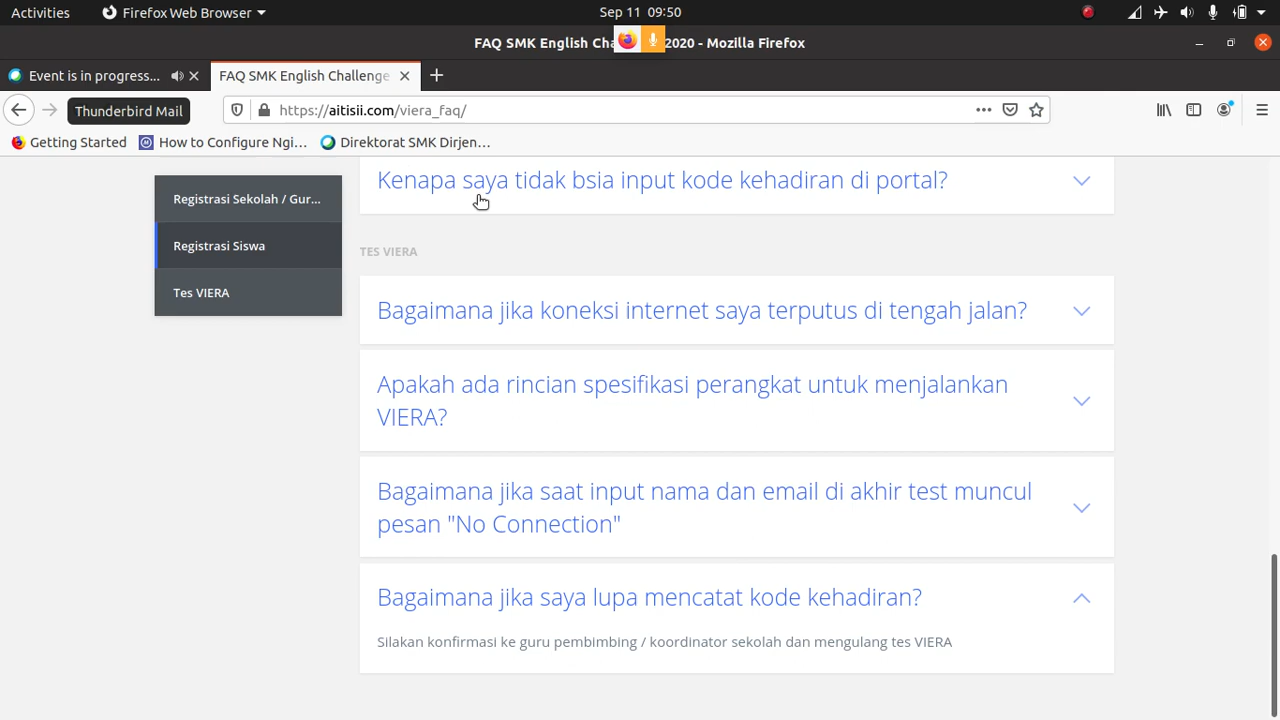 Activities
Firefox Web Browser
Sep 11 09:50
FAQ SMK English Cha 2020 - Mozilla Firefox
Event is in progress...
FAQ SMK English Challenge
Thunderbird Mail
https://aitisii.com/viera_faq/
Getting Started
How to Configure Ngi...
Direktorat SMK Dirjen...
Registrasi Sekolah / Gur...
Registrasi Siswa
Tes VIERA
Kenapa saya tidak bsia input kode kehadiran di portal?
TES VIERA
Bagaimana jika koneksi internet saya terputus di tengah jalan?
Apakah ada rincian spesifikasi perangkat untuk menjalankan
VIERA?
Bagaimana jika saat input nama dan email di akhir test muncul
pesan "No Connection"
Bagaimana jika saya lupa mencatat kode kehadiran?
Silakan konfirmasi ke guru pembimbing / koordinator sekolah dan mengulang tes VIERA